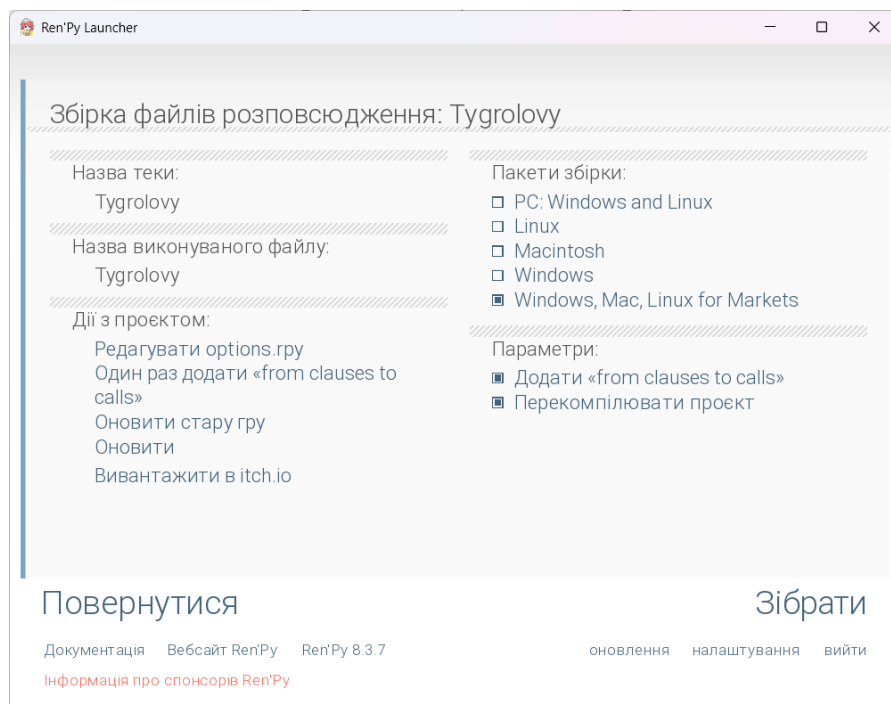 Ren'Py Launcher
Збірка файлів розповсюдження: Tygrolovy
Назва теки:
Tygrolovy
Назва виконуваного файлу:
Tygrolovy
Дії з проєктом:
Редагувати options.rpy
Один раз додати «from clauses to
calls»
Оновити стару гру
Оновити
Вивантажити в itch.io
Пакети збірки:
PC: Windows and Linux
Linux
Macintosh
Windows
Windows, Mac, Linux for Markets
Параметри:
Додати «from clauses to calls»
Перекомпілювати проєкт
Повернутися
Зібрати
Документація Вебсайт Ren'Py Ren'Py 8.3.7
оновлення налаштування вийти
Інформація про спонсорів Ren'Py